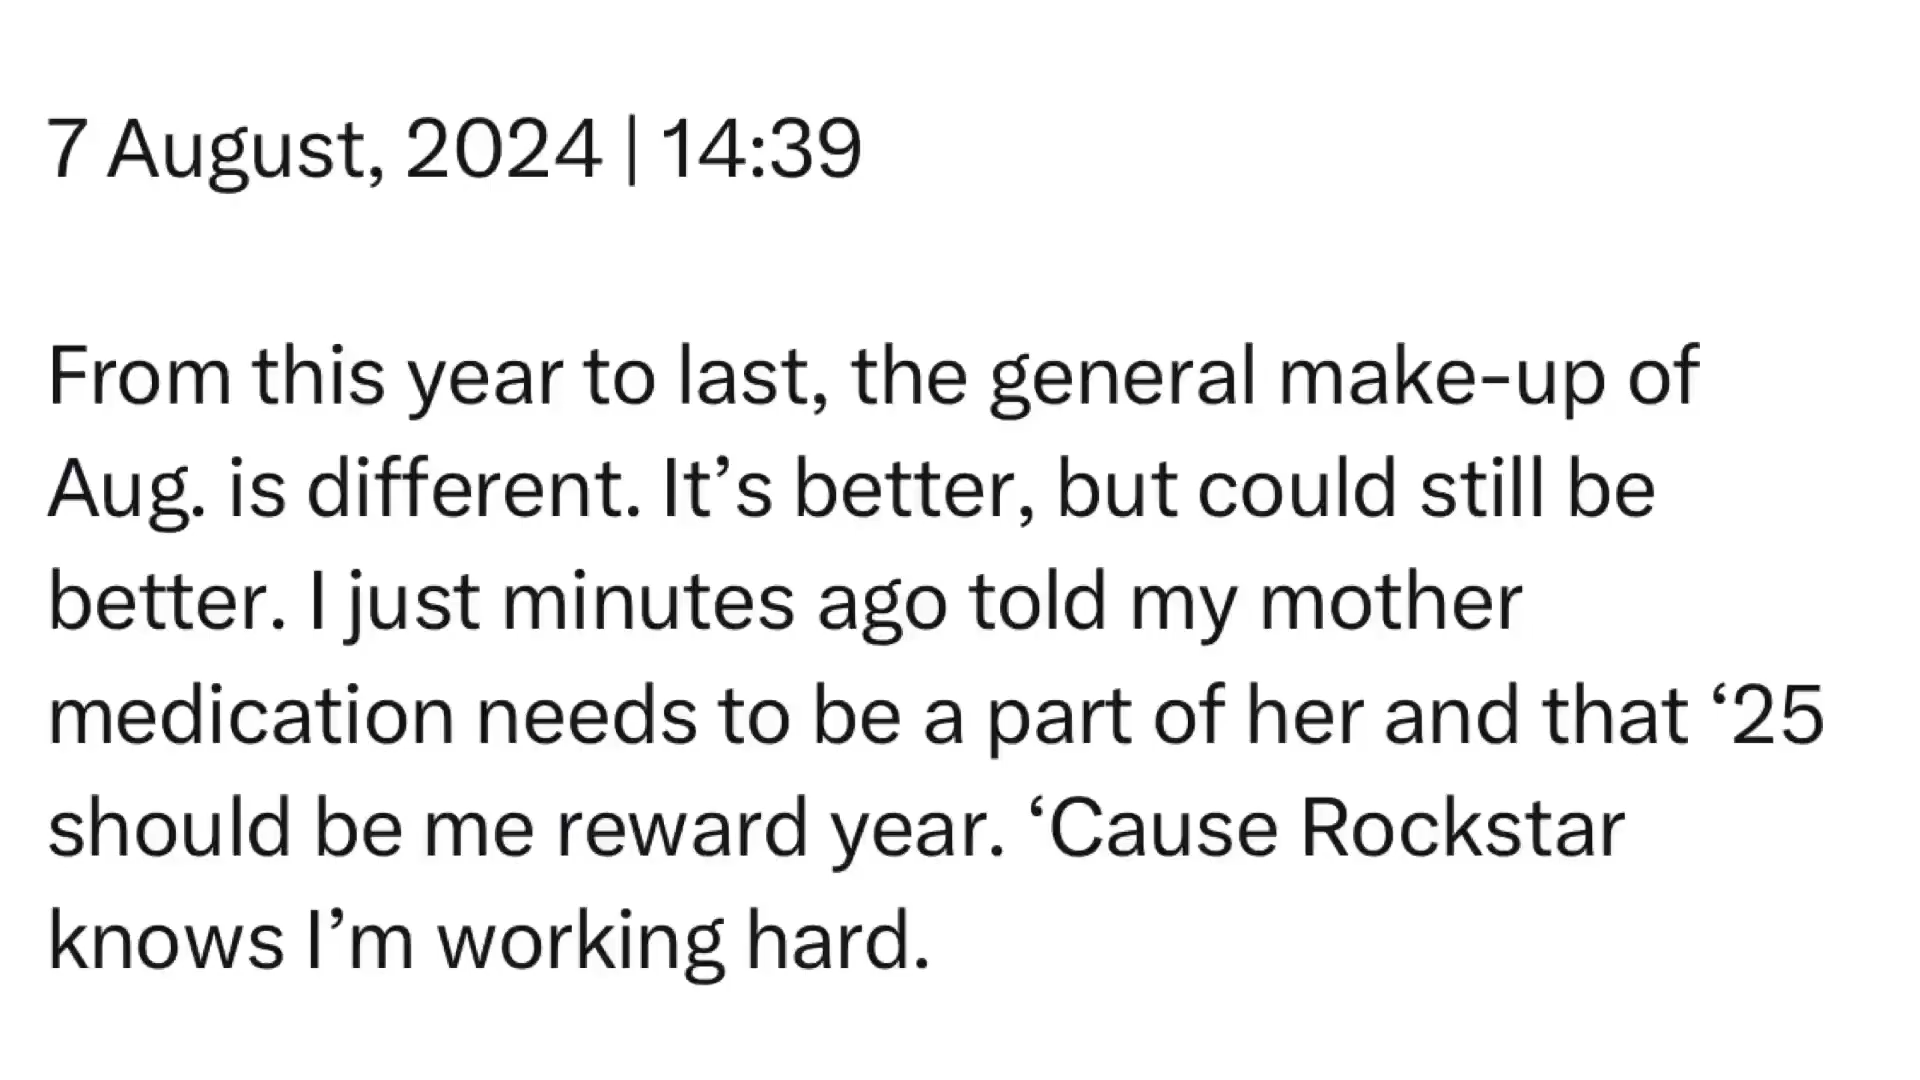 7 August, 2024 | 14:39
From this year to last, the general make-up of
Aug. is different. It’s better, but could still be
better. I just minutes ago told my mother
medication needs to be a part of her and that ‘25
should be me reward year. ‘Cause Rockstar
knows I’m working hard.